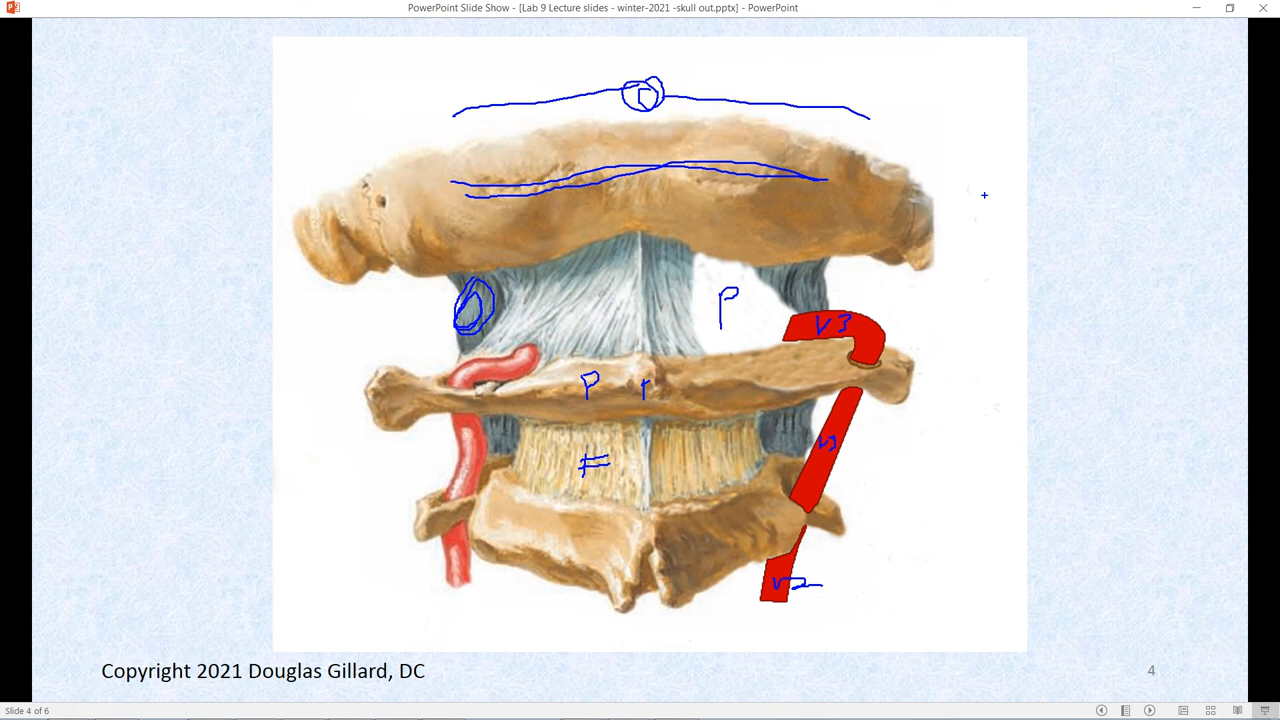 PowerPoint Slide Show - [Lab 9 Lecture slides - winter-2021 -skull out.pptx] - PowerPoint
P
V3
P r
V3
F
V2
Copyright 2021 Douglas Gillard, DC
4
Slide 4 of 6